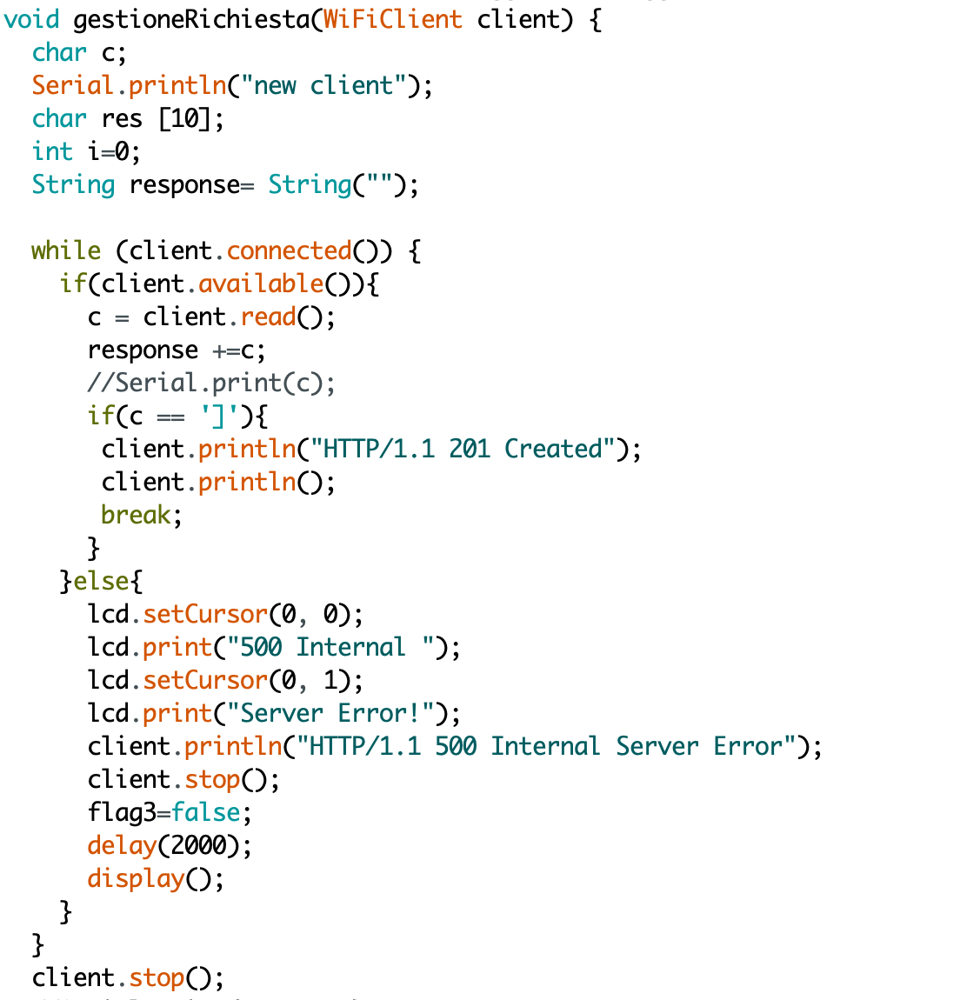 void gestioneRichiesta(WiFiClient client) {
  char c;
  Serial.println("new client");
  char res [10];
  int i=0;
  String response= String("");

  while (client.connected()) {
    if(client.available()){
      c = client.read();
      response +=c;
      //Serial.print(c);
      if(c == ']'){
       client.println("HTTP/1.1 201 Created");
       client.println();
       break;
      }
    }else{
      lcd.setCursor(0, 0);
      lcd.print("500 Internal ");
      lcd.setCursor(0, 1);
      lcd.print("Server Error!");
      client.println("HTTP/1.1 500 Internal Server Error");
      client.stop();
      flag3=false;
      delay(2000);
      display();
    }
  }
  client.stop();